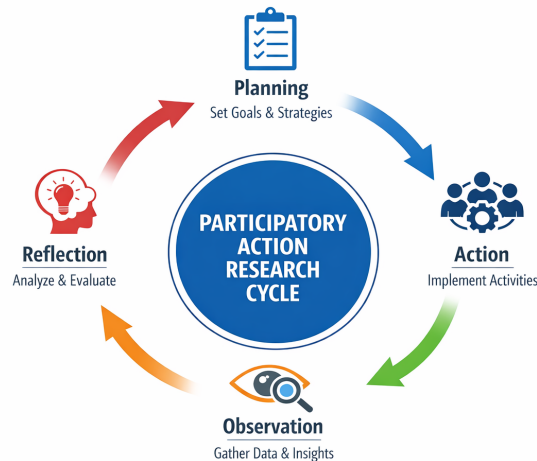 Planning
Set Goals & Strategies
Reflection
Analyze & Evaluate
PARTICIPATORY
ACTION
RESEARCH
CYCLE
Action
Implement Activities
Observation
Gather Data & Insights